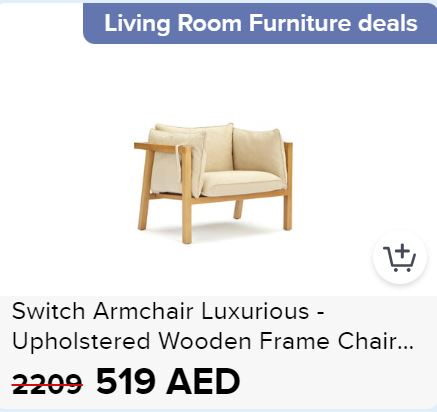 Living Room Furniture deals
Switch Armchair Luxurious -
Upholstered Wooden Frame Chair...
2209 519 AED